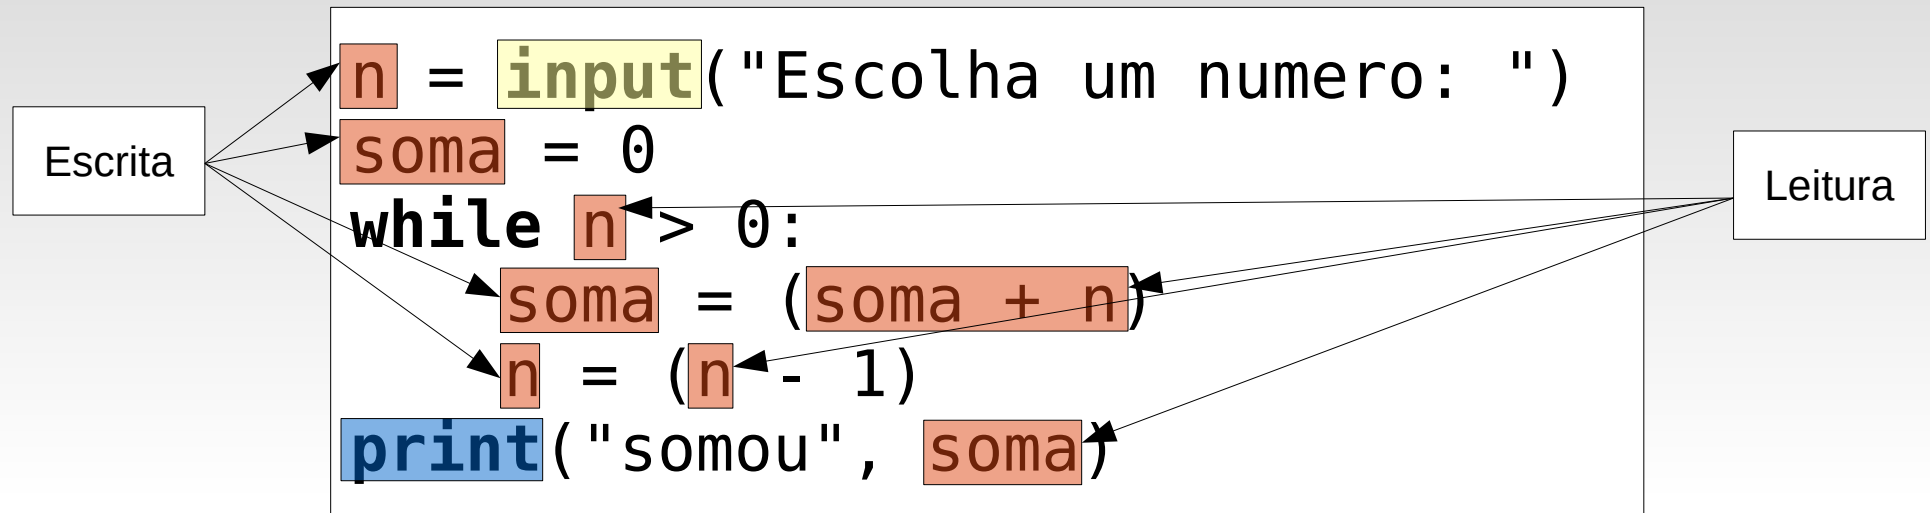 Escrita
n = input("Escolha um numero: ")
soma = 0
while n > 0:
soma = (soma + n)
n = (n - 1)
print("somou", soma)
Leitura